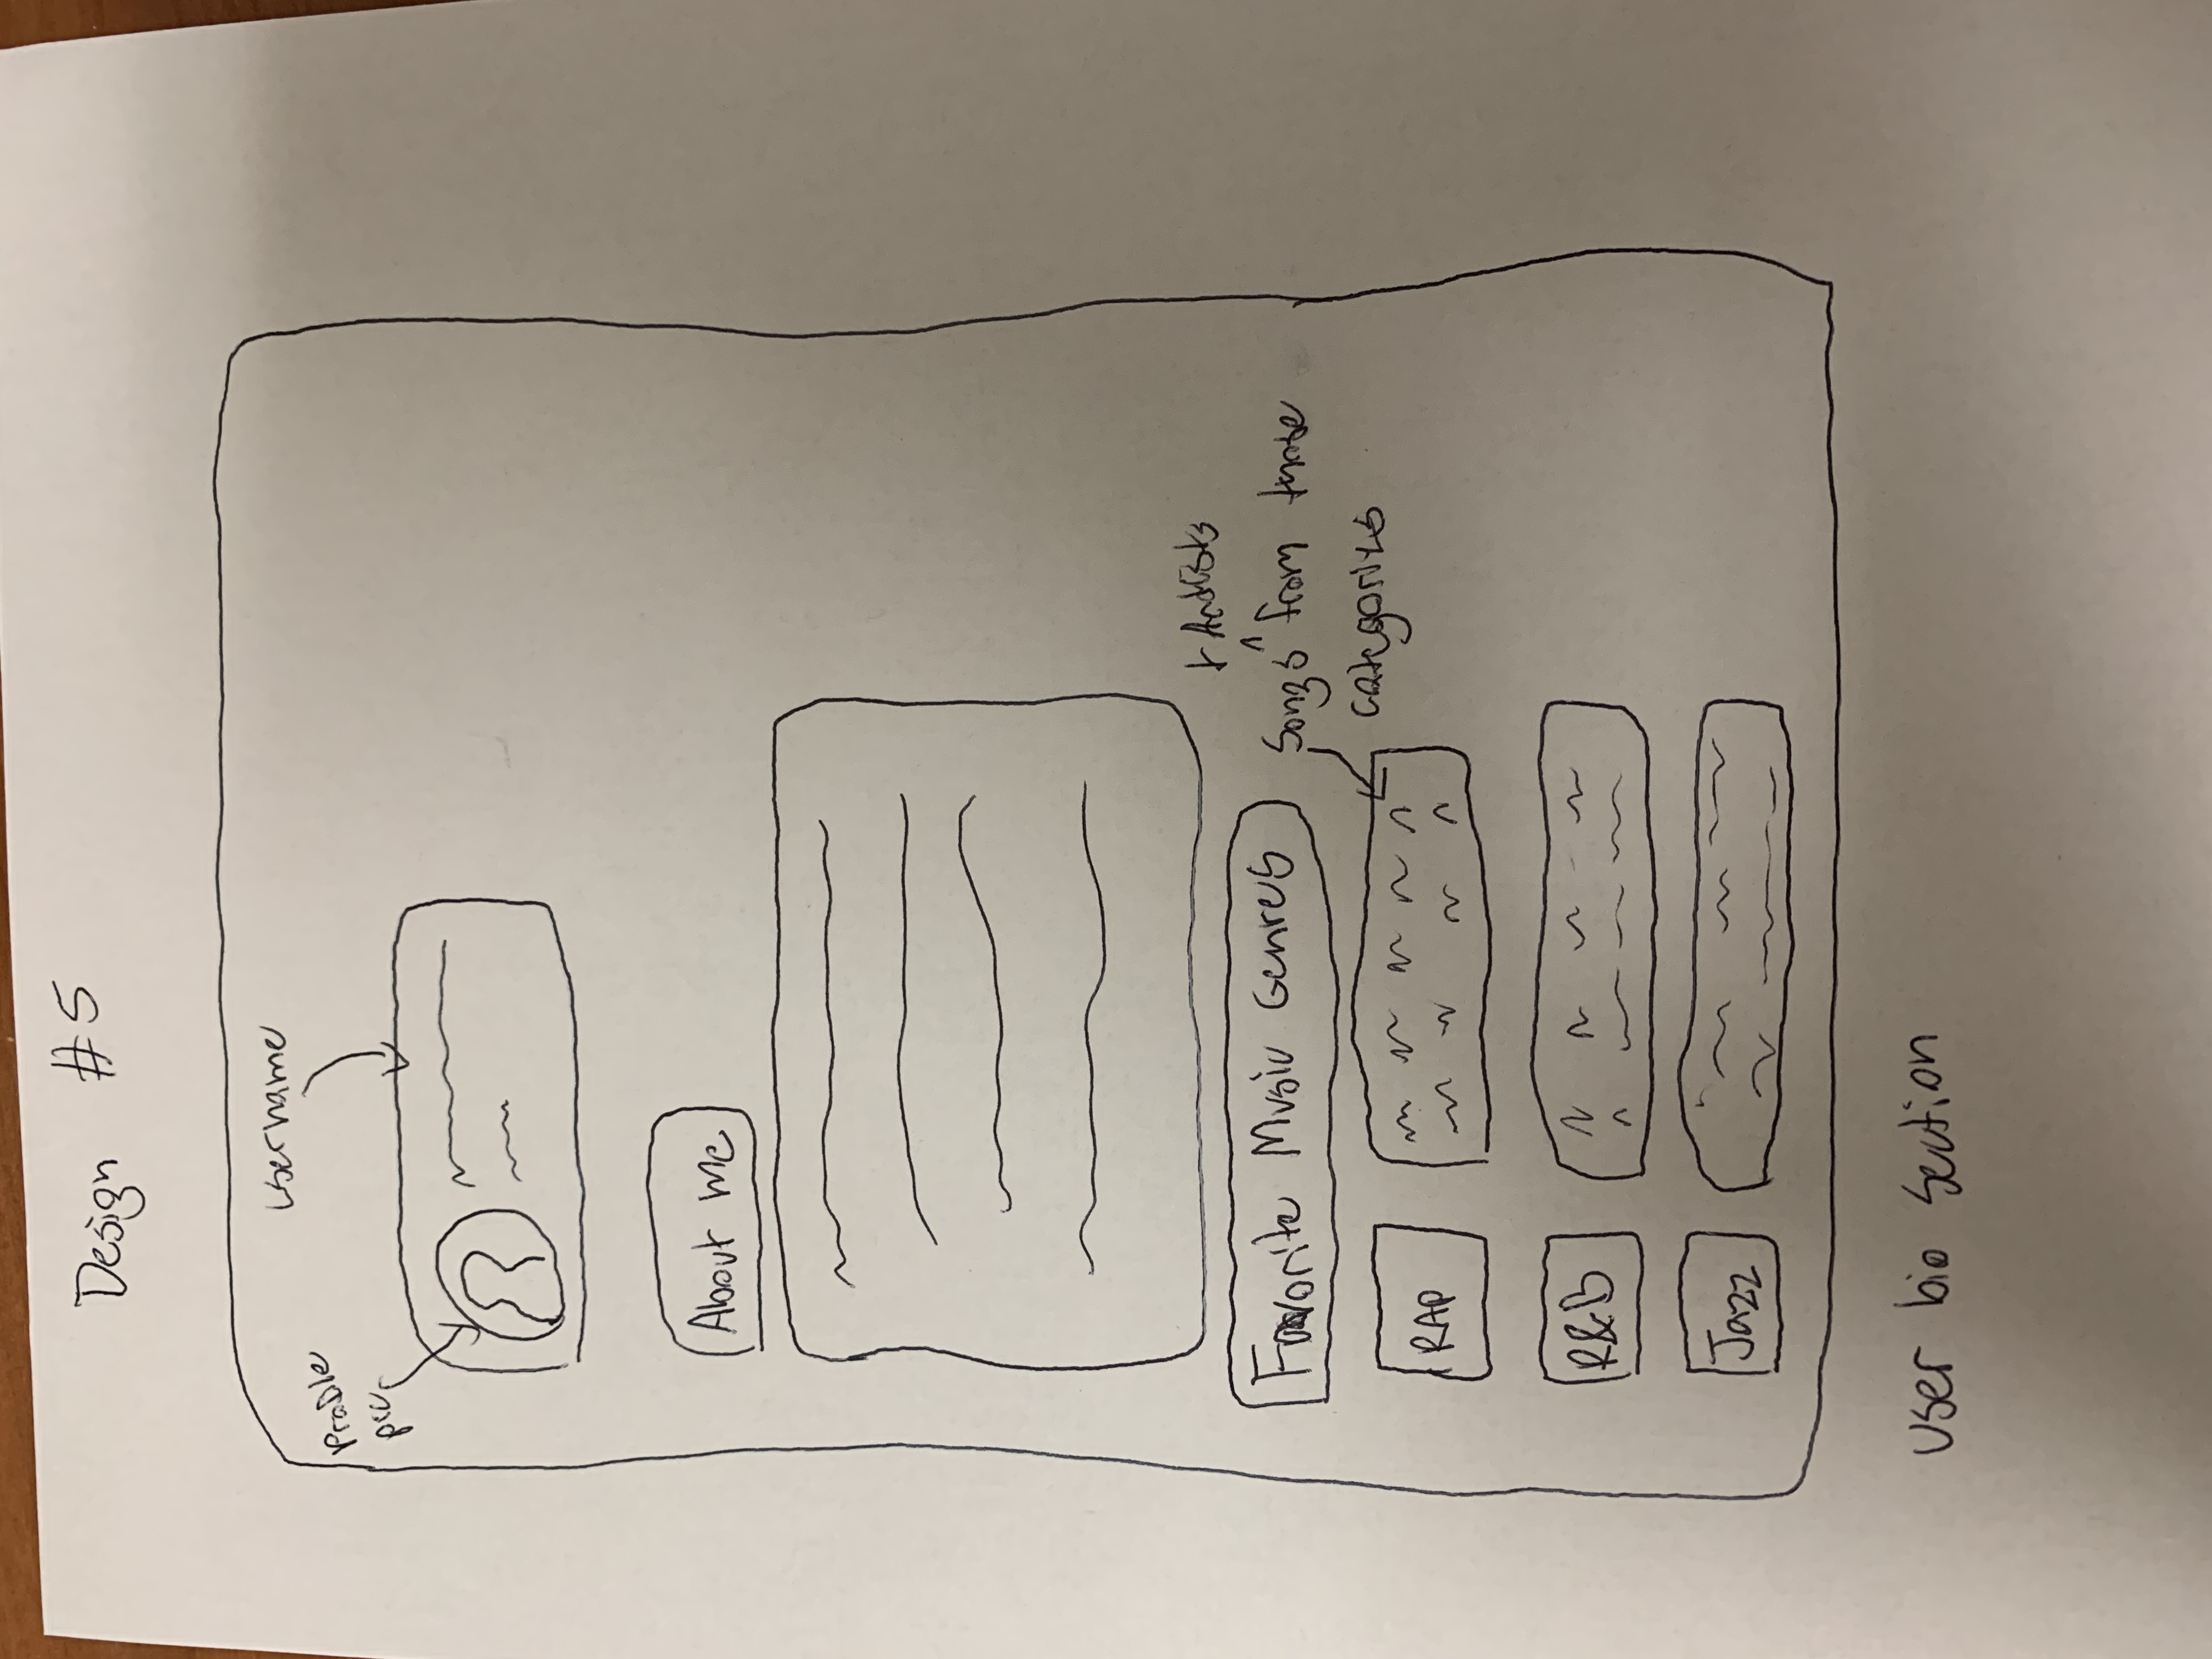 Design #5
username
Profile
pic
About me
Favorite Music Genres
+ Artists
Songs ^ from those
categories
RAP
R&B
Jazz
user bio section